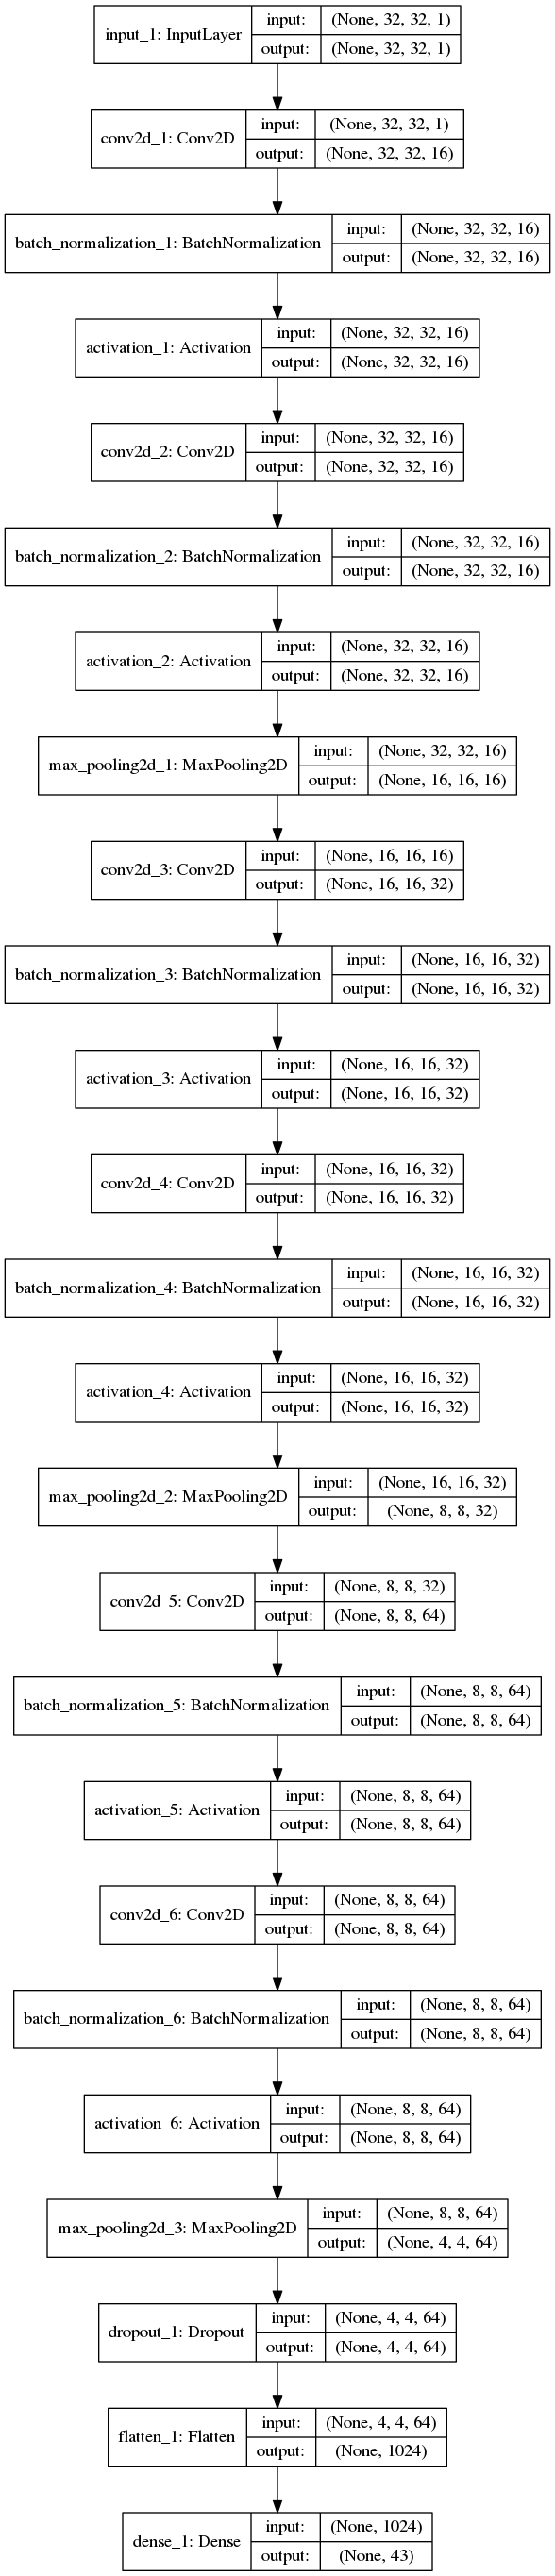 input_1: InputLayer
input: (None, 32, 32, 1)
output: (None, 32, 32, 1)
conv2d_1: Conv2D
input: (None, 32, 32, 1)
output: (None, 32, 32, 16)
batch_normalization_1: BatchNormalization
input: (None, 32, 32, 16)
output: (None, 32, 32, 16)
activation_1: Activation
input: (None, 32, 32, 16)
output: (None, 32, 32, 16)
conv2d_2: Conv2D
input: (None, 32, 32, 16)
output: (None, 32, 32, 16)
batch_normalization_2: BatchNormalization
input: (None, 32, 32, 16)
output: (None, 32, 32, 16)
activation_2: Activation
input: (None, 32, 32, 16)
output: (None, 32, 32, 16)
max_pooling2d_1: MaxPooling2D
input: (None, 32, 32, 16)
output: (None, 16, 16, 16)
conv2d_3: Conv2D
input: (None, 16, 16, 16)
output: (None, 16, 16, 32)
batch_normalization_3: BatchNormalization
input: (None, 16, 16, 32)
output: (None, 16, 16, 32)
activation_3: Activation
input: (None, 16, 16, 32)
output: (None, 16, 16, 32)
conv2d_4: Conv2D
input: (None, 16, 16, 32)
output: (None, 16, 16, 32)
batch_normalization_4: BatchNormalization
input: (None, 16, 16, 32)
output: (None, 16, 16, 32)
activation_4: Activation
input: (None, 16, 16, 32)
output: (None, 16, 16, 32)
max_pooling2d_2: MaxPooling2D
input: (None, 16, 16, 32)
output: (None, 8, 8, 32)
conv2d_5: Conv2D
input: (None, 8, 8, 32)
output: (None, 8, 8, 64)
batch_normalization_5: BatchNormalization
input: (None, 8, 8, 64)
output: (None, 8, 8, 64)
activation_5: Activation
input: (None, 8, 8, 64)
output: (None, 8, 8, 64)
conv2d_6: Conv2D
input: (None, 8, 8, 64)
output: (None, 8, 8, 64)
batch_normalization_6: BatchNormalization
input: (None, 8, 8, 64)
output: (None, 8, 8, 64)
activation_6: Activation
input: (None, 8, 8, 64)
output: (None, 8, 8, 64)
max_pooling2d_3: MaxPooling2D
input: (None, 8, 8, 64)
output: (None, 4, 4, 64)
dropout_1: Dropout
input: (None, 4, 4, 64)
output: (None, 4, 4, 64)
flatten_1: Flatten
input: (None, 4, 4, 64)
output: (None, 1024)
dense_1: Dense
input: (None, 1024)
output: (None, 43)